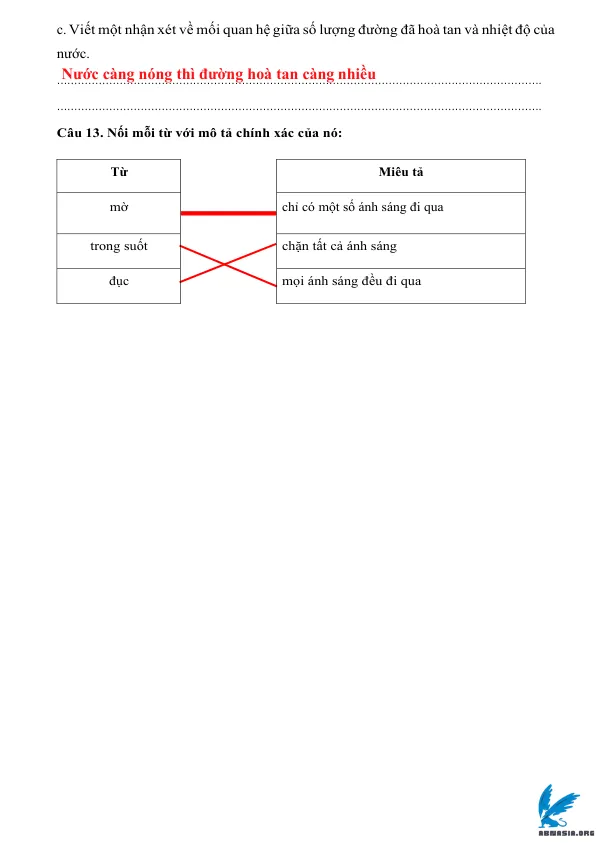 c. Viết một nhận xét về mối quan hệ giữa số lượng đường đã hoà tan và nhiệt độ của
nước.
Nước càng nóng thì đường hoà tan càng nhiều
Câu 13. Nối mỗi từ với mô tả chính xác của nó:
Từ
Miêu tả
mờ
chỉ có một số ánh sáng đi qua
trong suốt
chặn tất cả ánh sáng
đục
mọi ánh sáng đều đi qua
ABMASIA.ORG